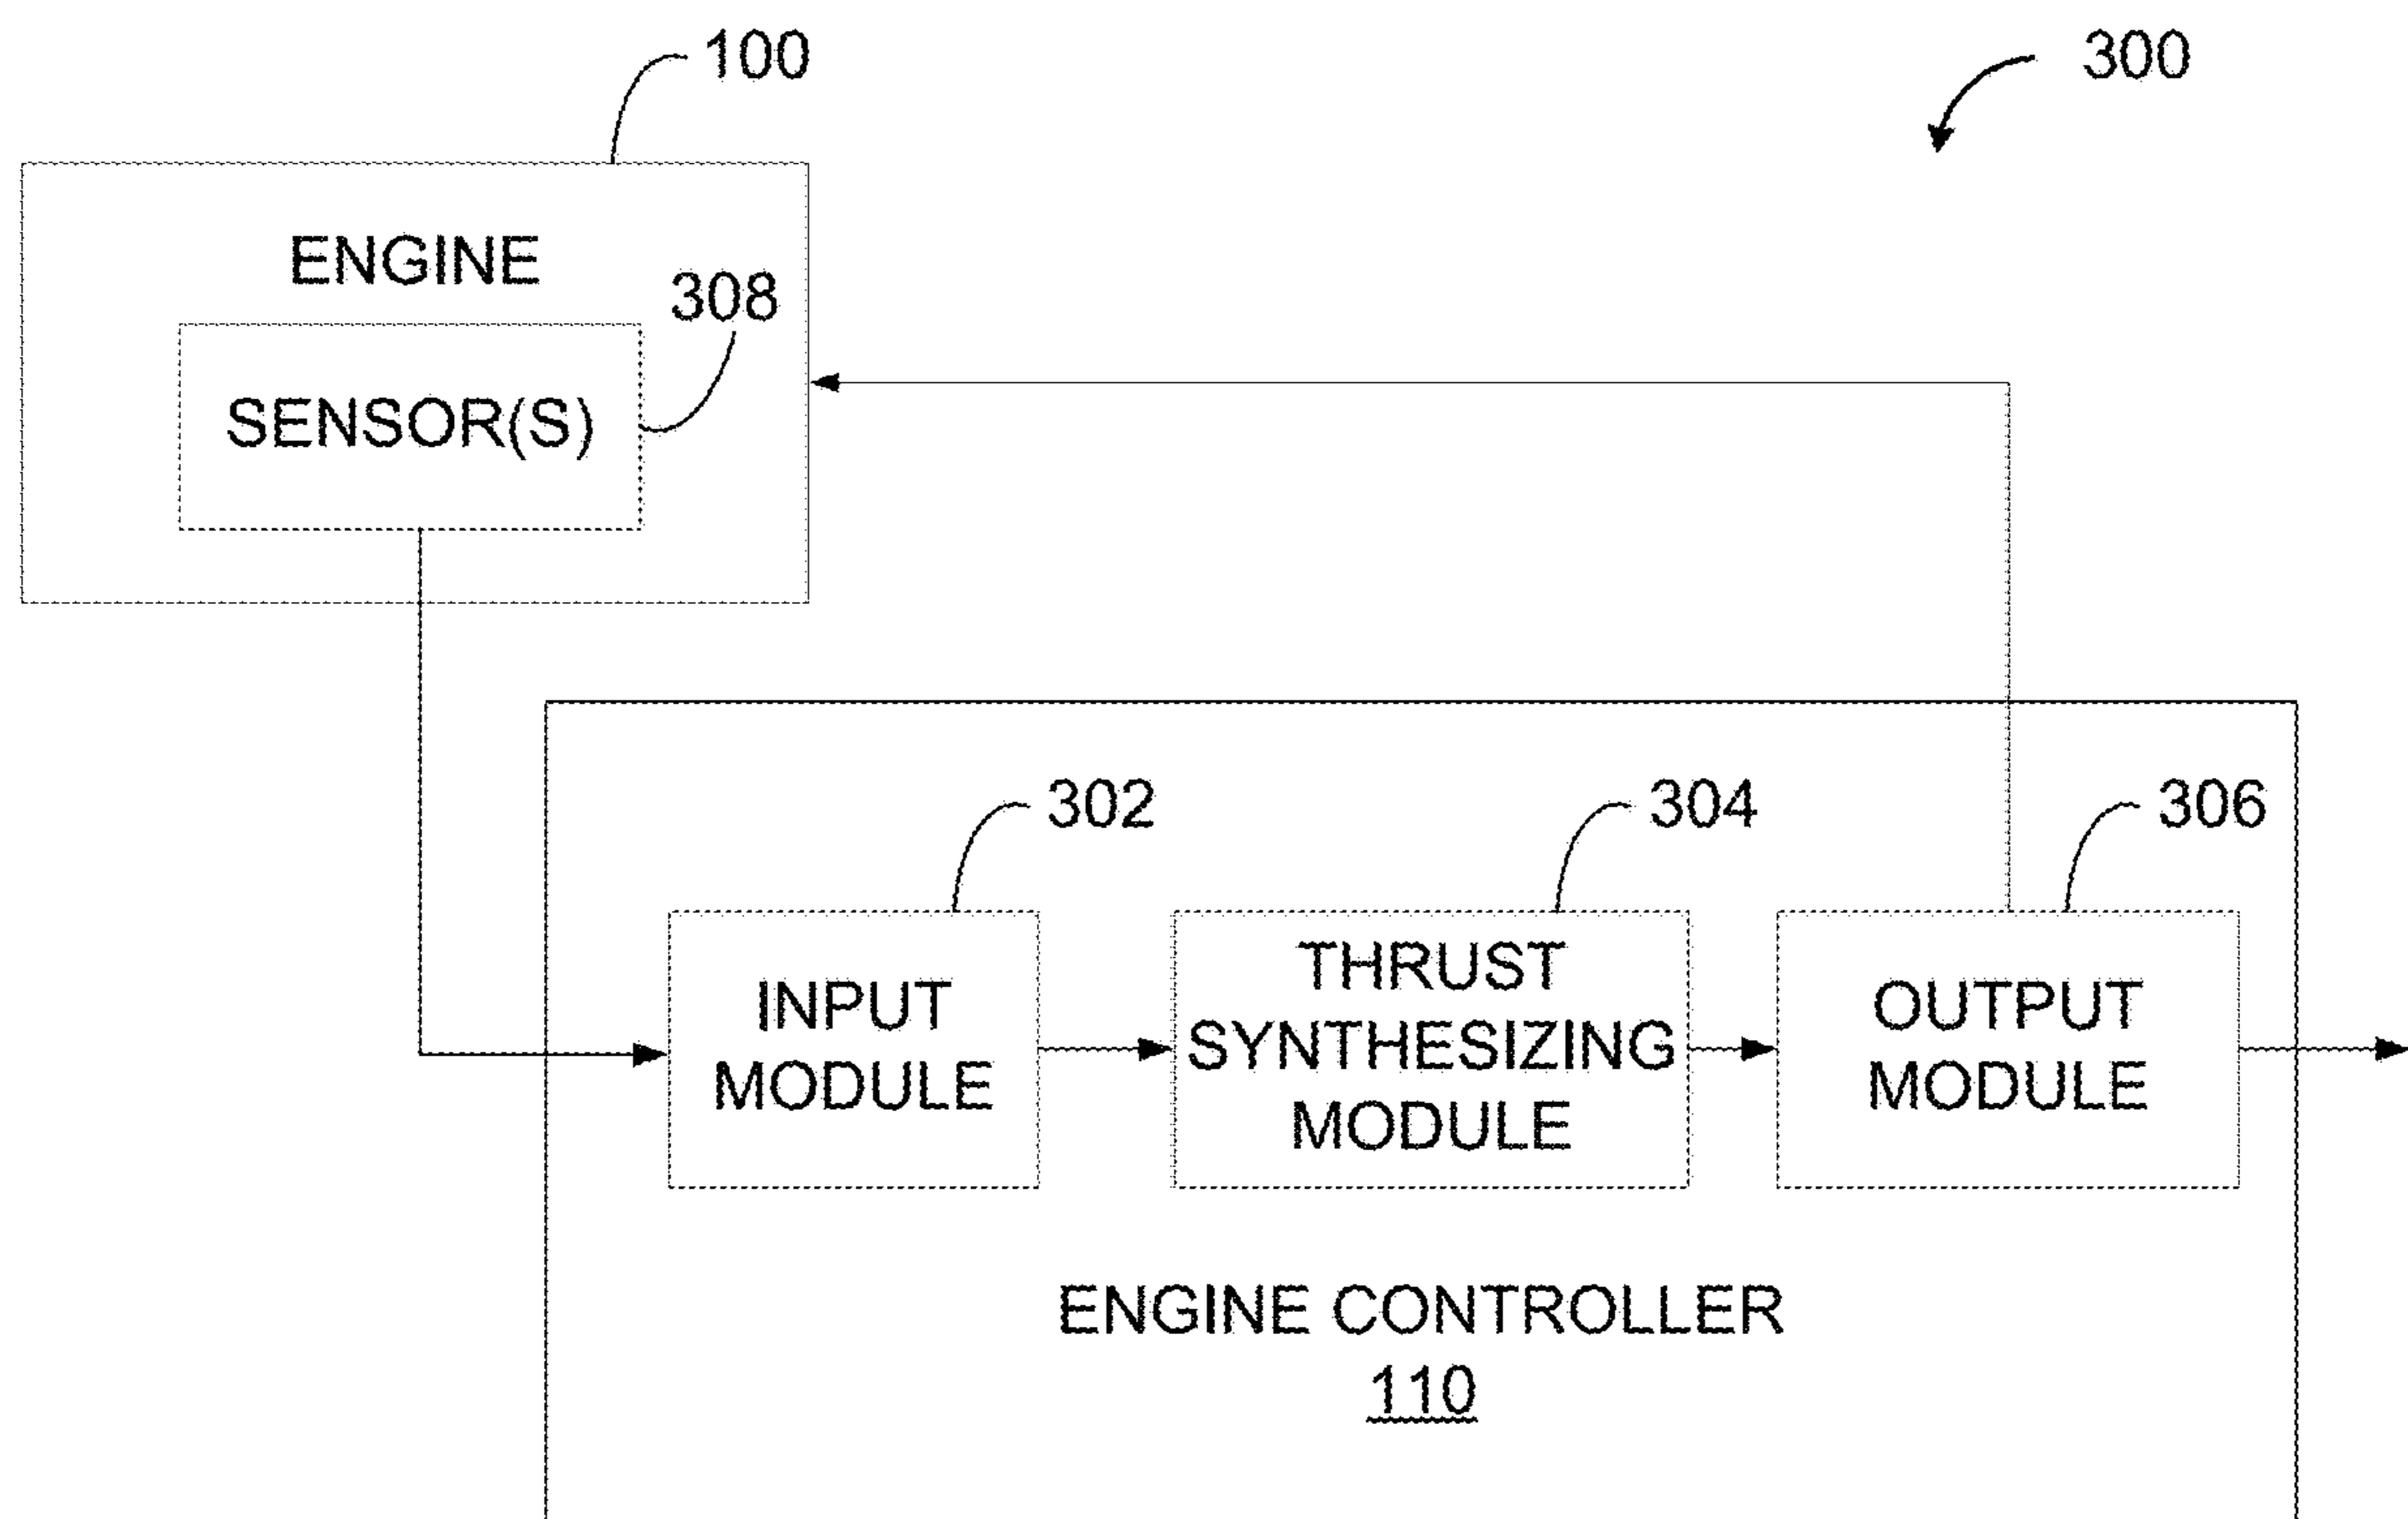 100
300
ENGINE
308
SENSOR(S)
302
304
306
INPUT
MODULE
THRUST
SYNTHESIZING
MODULE
OUTPUT
MODULE
ENGINE CONTROLLER
110